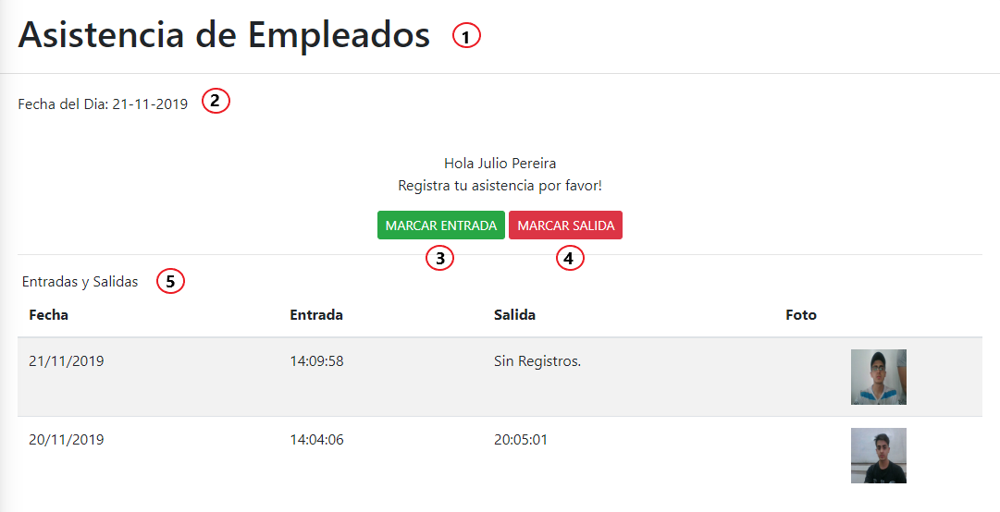 Asistencia de Empleados 1
Fecha del Dia: 21-11-2019 2
Hola Julio Pereira
Registra tu asistencia por favor!
MARCAR ENTRADA MARCAR SALIDA
3 4
Entradas y Salidas 5
Fecha Entrada Salida Foto
21/11/2019 14:09:58 Sin Registros.
20/11/2019 14:04:06 20:05:01